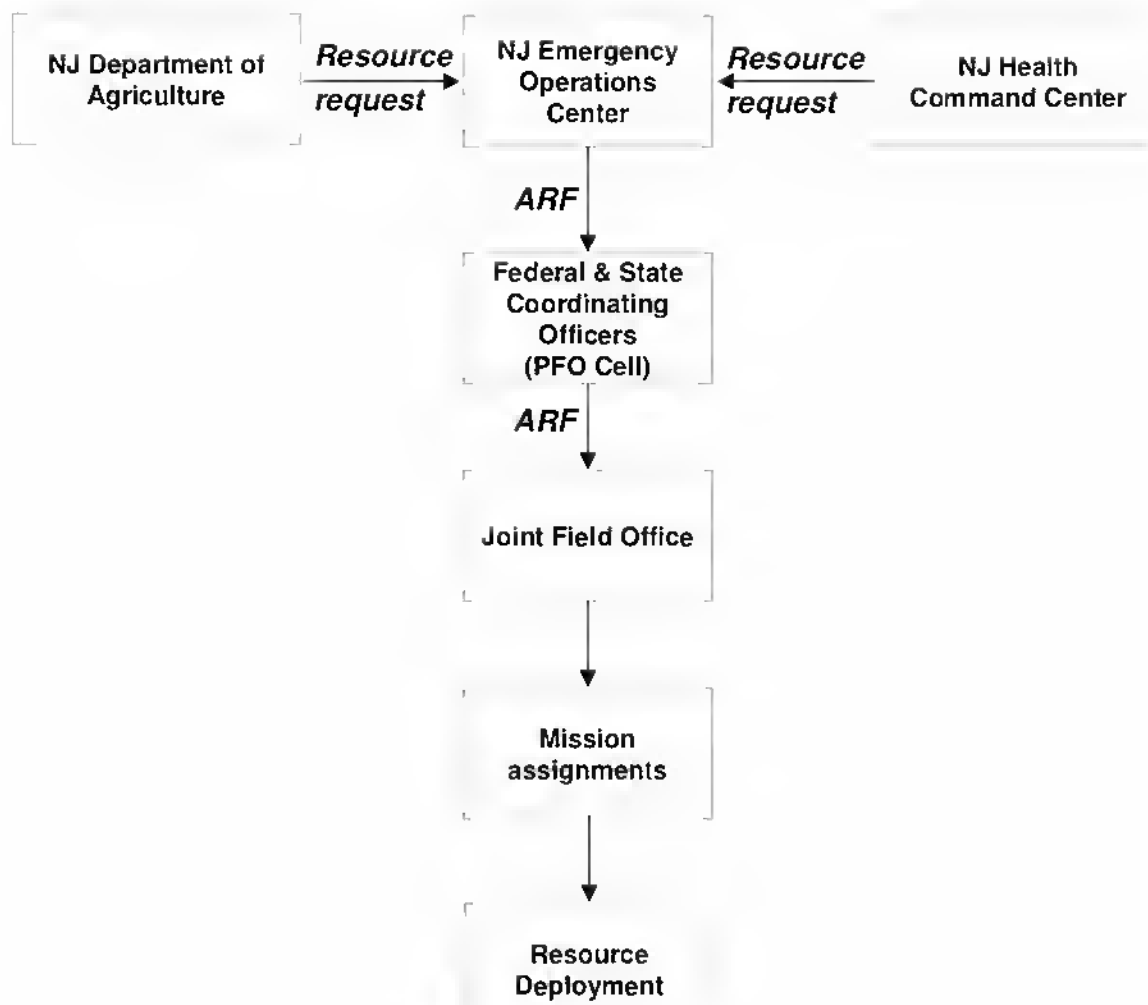 NJ Department of
Agriculture
Resource
request
NJ Emergency
Operations
Center
Resource
request
NJ Health
Command Center
ARF
Federal & State
Coordinating
Officers
(PFO Cell)
ARF
Joint Field Office
Mission
assignments
Resource
Deployment